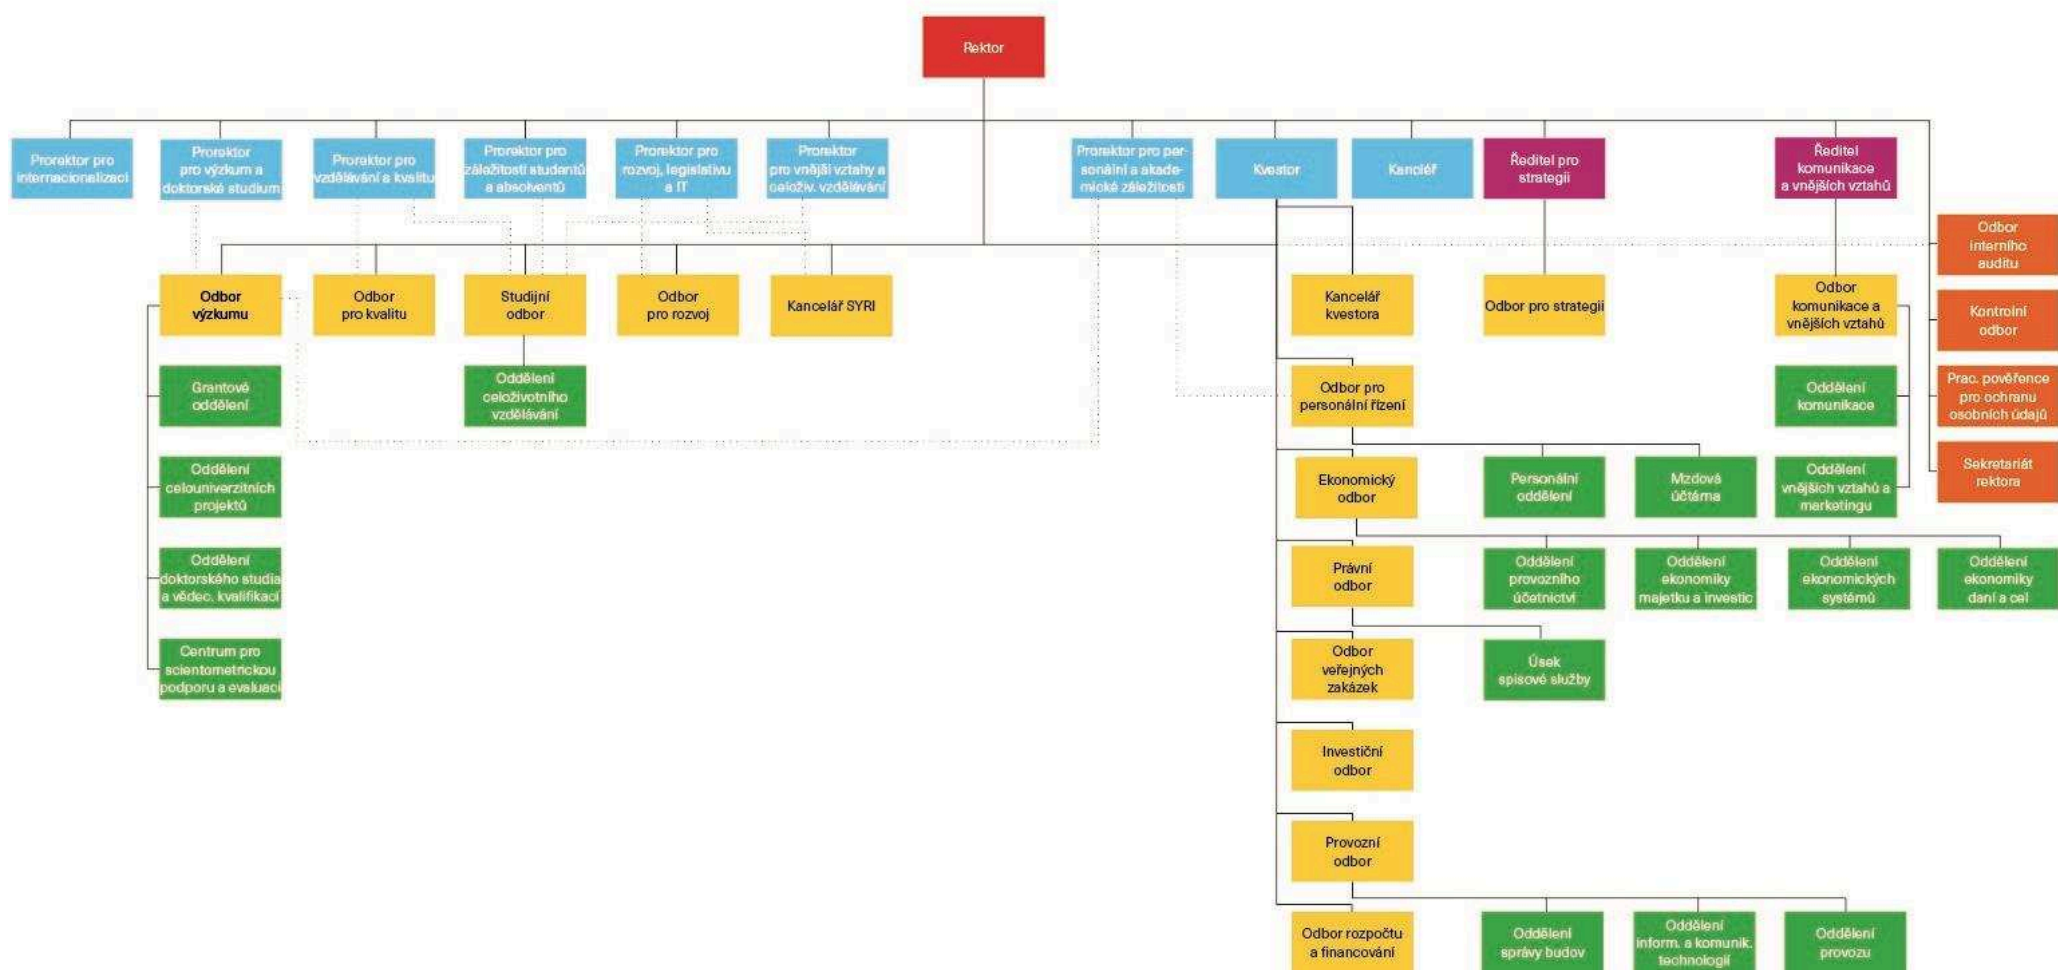 Rektor
Prorektor pro
internacionalizaci
Prorektor
pro výzkum a
doktorské studium
Prorektor pro
vzdělávání a kvalitu
Prorektor pro
záležitosti studentů
a absolventů
Prorektor pro
rozvoj, legislativu
a IT
Prorektor
pro vnější vztahy a
celoživ. vzdělávání
Prorektor pro per-
sonální a akade-
mické záležitosti
Kvestor
Kancléř
Ředitel pro
strategii
Ředitel
komunikace
a vnějších vztahů
Odbor
interního
auditu
Kontrolní
odbor
Prac. pověřence
pro ochranu
osobních údajů
Sekretariát
rektora
Odbor
výzkumu
Odbor
pro kvalitu
Studijní
odbor
Odbor
pro rozvoj
Kancelář SYRI
Kancelář
kvestora
Odbor pro strategii
Odbor
komunikace a
vnějších vztahů
Grantové
oddělení
Oddělení
celoživotního
vzdělávání
Odbor pro
personální řízení
Oddělení
komunikace
Oddělení
celouniverzitních
projektů
Ekonomický
odbor
Personální
oddělení
Mzdová
účtárna
Oddělení
vnějších vztahů a
marketingu
Oddělení
doktorského studia
a vědec. kvalifikací
Právní
odbor
Oddělení
provozního
účetnictví
Oddělení
ekonomiky
majetku a investic
Oddělení
ekonomických
systémů
Oddělení
ekonomiky
daní a cel
Centrum pro
scientometrickou
podporu a evaluaci
Odbor
veřejných
zakázek
Úsek
spisové služby
Investiční
odbor
Provozní
odbor
Odbor rozpočtu
a financování
Oddělení
správy budov
Oddělení
inform. a komunik.
technologií
Oddělení
provozu